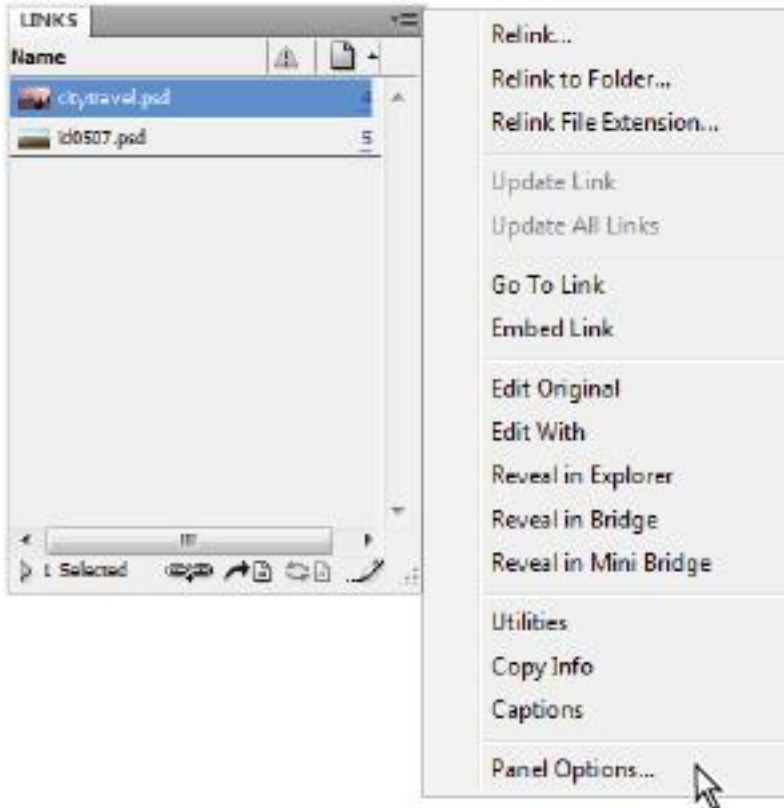 LINKS
Name
citytravel.psd 4
id0507.psd 5
1 Selected
Relink...
Relink to Folder...
Relink File Extension...
Update Link
Update All Links
Go To Link
Embed Link
Edit Original
Edit With
Reveal in Explorer
Reveal in Bridge
Reveal in Mini Bridge
Utilities
Copy Info
Captions
Panel Options...